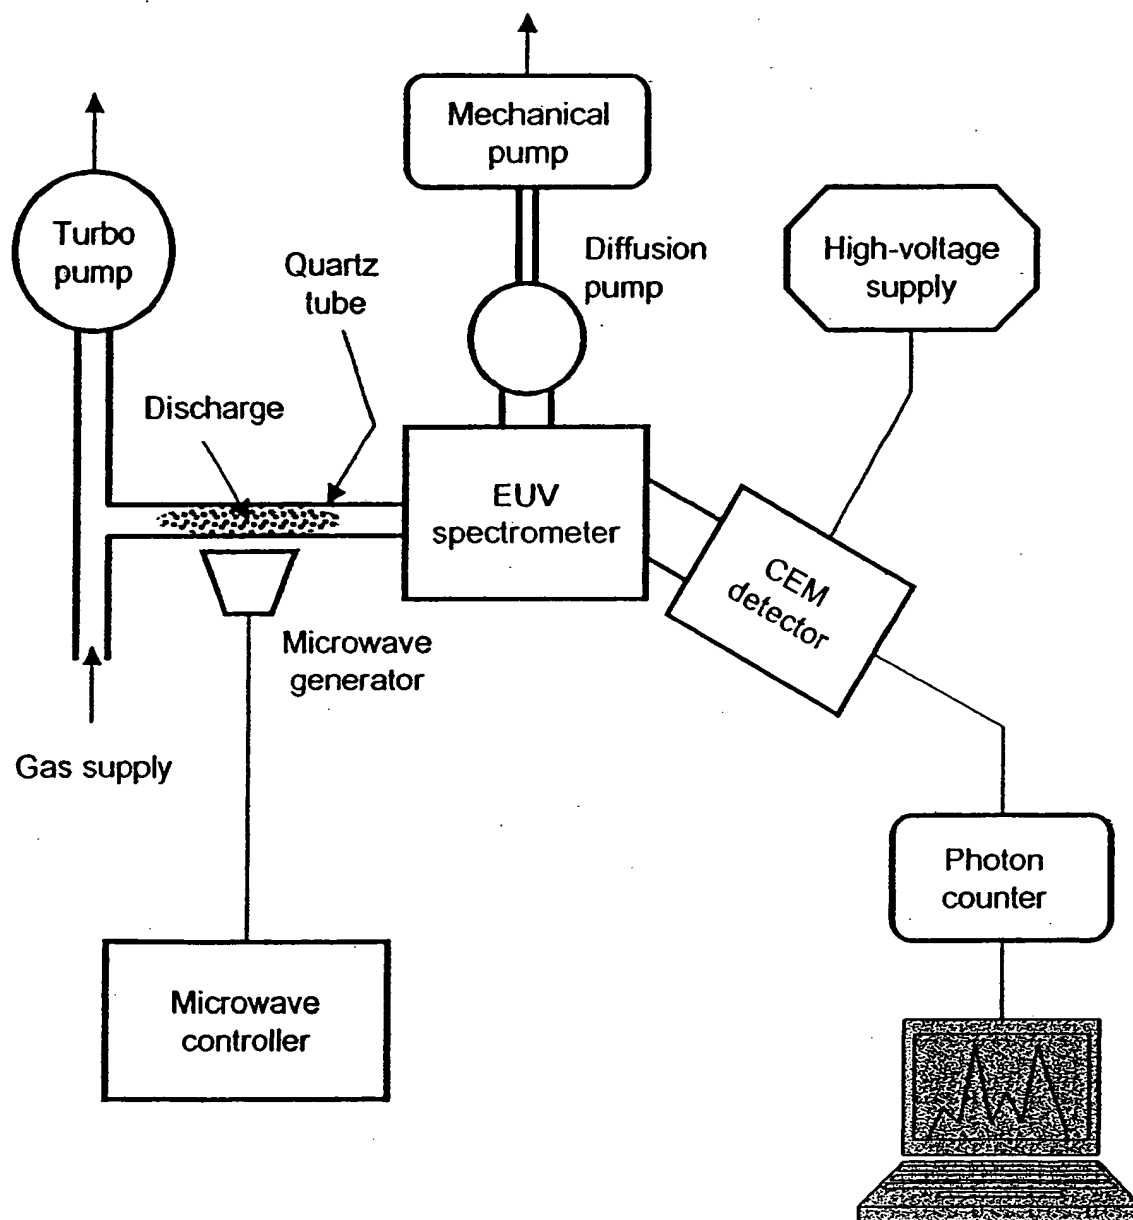 Mechanical
pump
Turbo
pump
Quartz
tube
Diffusion
pump
High-voltage
supply
Discharge
EUV
spectrometer
CEM
detector
Microwave
generator
Gas supply
Photon
counter
Microwave
controller